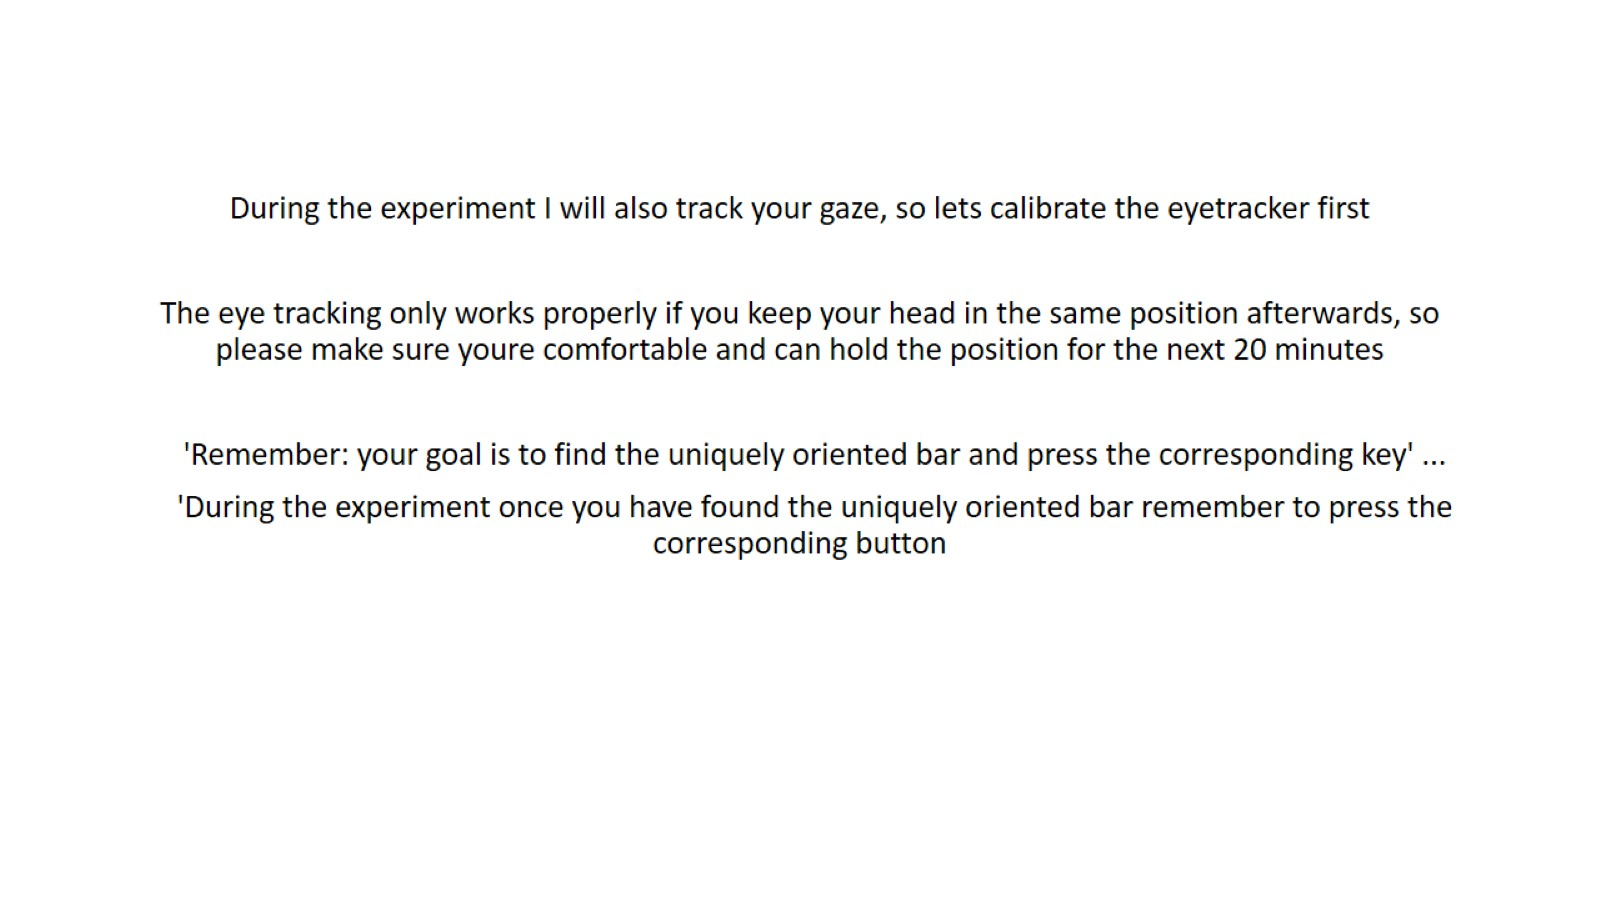 During the experiment I will also track your gaze, so lets calibrate the eyetracker first
The eye tracking only works properly if you keep your head in the same position afterwards, so
please make sure youre comfortable and can hold the position for the next 20 minutes
'Remember: your goal is to find the uniquely oriented bar and press the corresponding key' ...
'During the experiment once you have found the uniquely oriented bar remember to press the
corresponding button